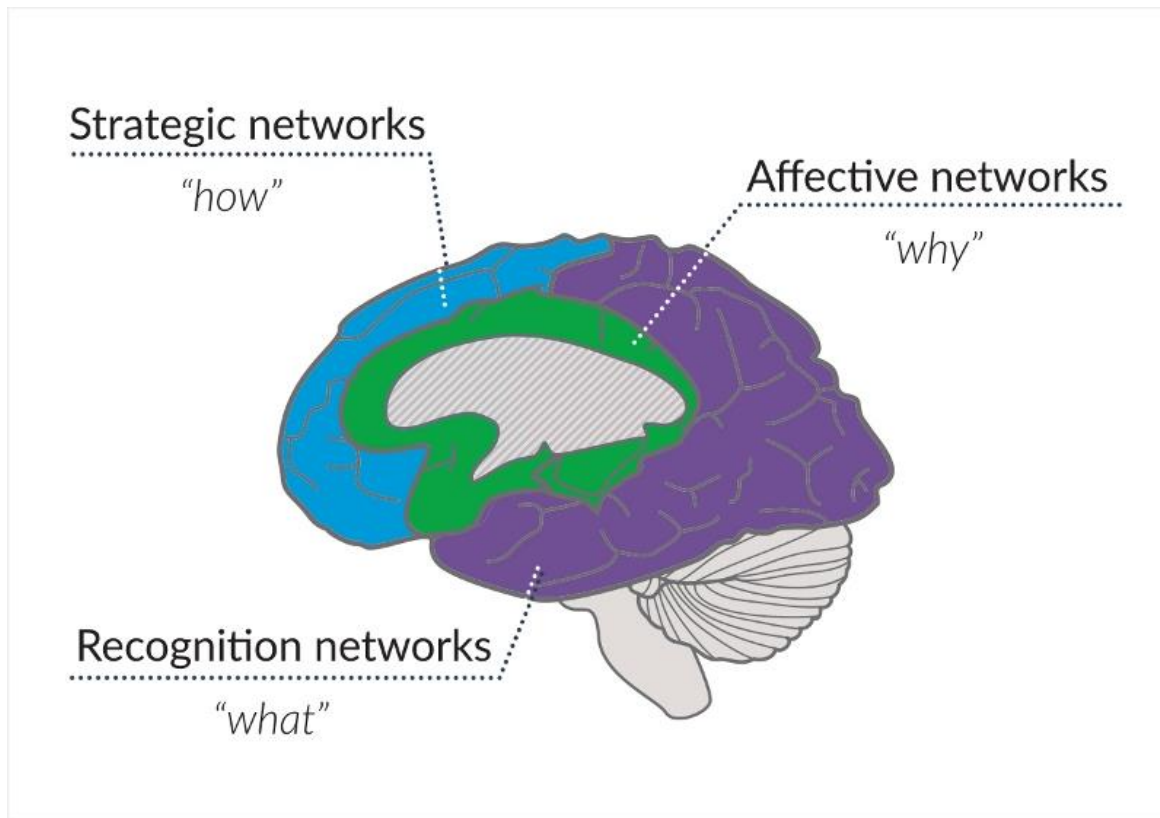 Strategic networks
“how”
Affective networks
“why”
Recognition networks
“what”